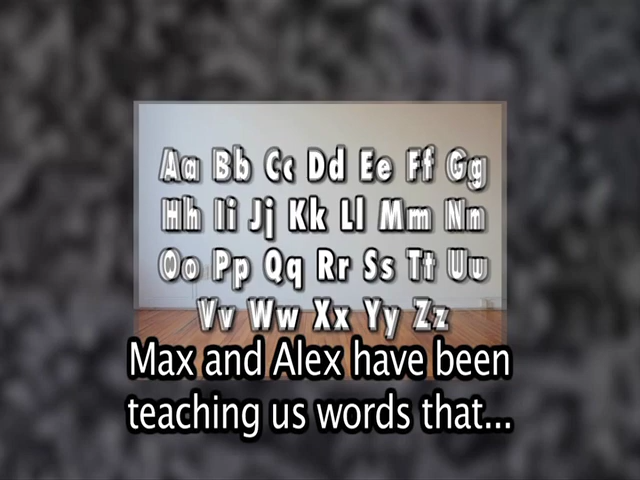 Aa Bb Cc Dd Ee Ff Gg
Hh Ii Jj Kk Ll Mm Nn
Oo Pp Qq Rr Ss Tt Uu
Vv Ww Xx Yy Zz
Max and Alex have been
teaching us words that...